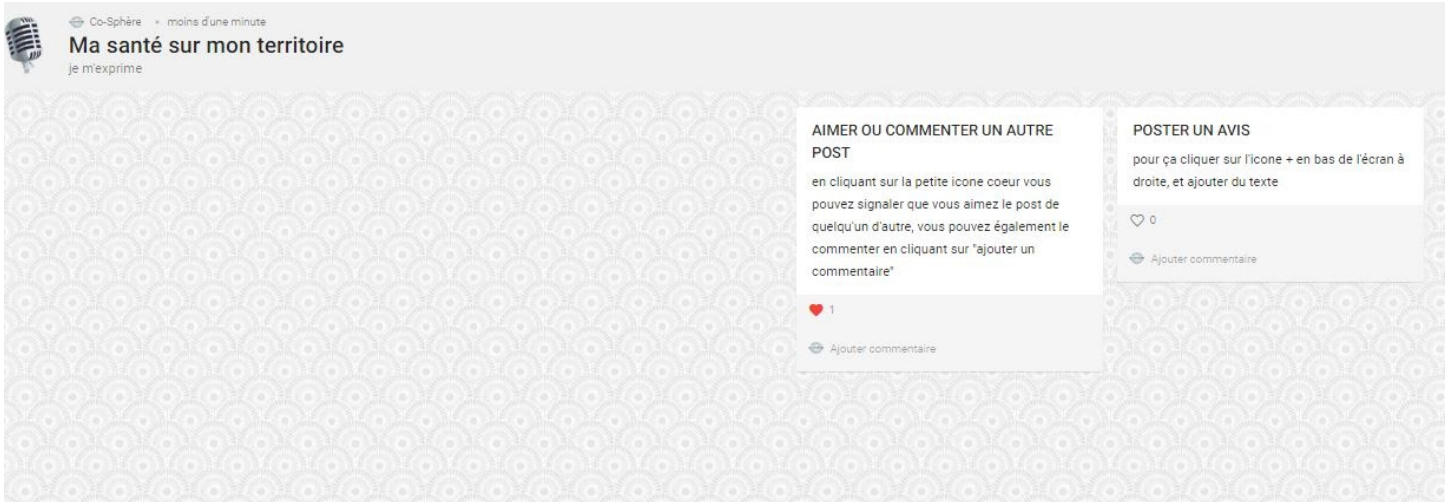 Co-Sphère • moins d'une minute
Ma santé sur mon territoire
je m'exprime
AIMER OU COMMENTER UN AUTRE
POST
en cliquant sur la petite icone coeur vous
pouvez signaler que vous aimez le post de
quelqu'un d'autre, vous pouvez également le
commenter en cliquant sur "ajouter un
commentaire"
1
Ajouter commentaire
POSTER UN AVIS
pour ça cliquer sur l'icone + en bas de l'écran à
droite, et ajouter du texte
0
Ajouter commentaire